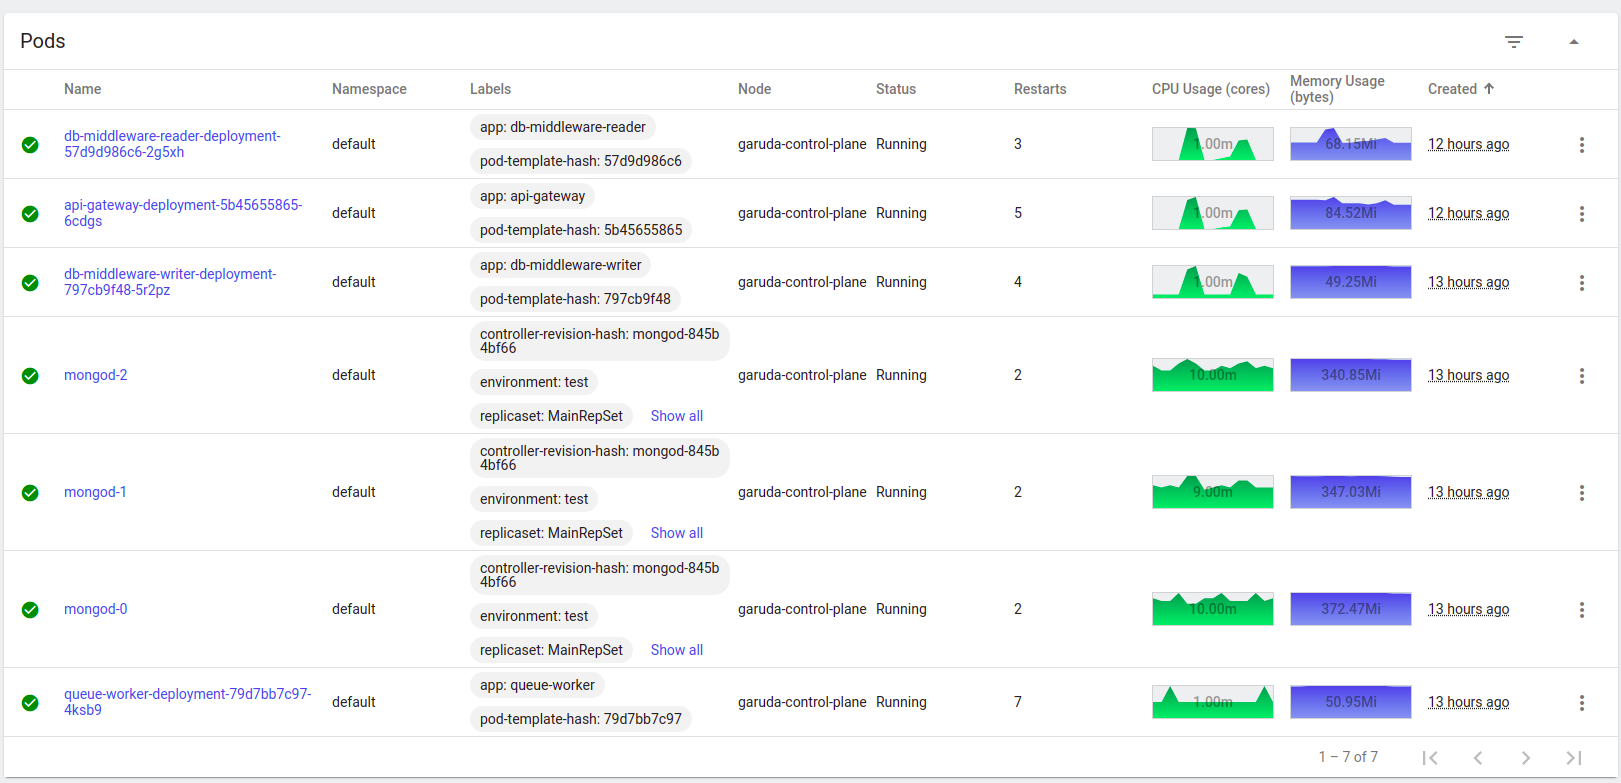 Pods
Name Namespace Labels Node Status Restarts CPU Usage (cores) Memory Usage (bytes) Created
db-middleware-reader-deployment-
57d9d986c6-2g5xh
default
app: db-middleware-reader
pod-template-hash: 57d9d986c6
garuda-control-plane Running 3 1.00m 68.15Mi 12 hours ago
api-gateway-deployment-5b45655865-
6cdgs
default
app: api-gateway
pod-template-hash: 5b45655865
garuda-control-plane Running 5 1.00m 84.52Mi 12 hours ago
db-middleware-writer-deployment-
797cb9f48-5r2pz
default
app: db-middleware-writer
pod-template-hash: 797cb9f48
garuda-control-plane Running 4 1.00m 49.25Mi 13 hours ago
mongod-2
default
controller-revision-hash: mongod-845b
4bf66
environment: test
replicaset: MainRepSet Show all
garuda-control-plane Running 2 10.00m 340.85Mi 13 hours ago
mongod-1
default
controller-revision-hash: mongod-845b
4bf66
environment: test
replicaset: MainRepSet Show all
garuda-control-plane Running 2 9.00m 347.03Mi 13 hours ago
mongod-0
default
controller-revision-hash: mongod-845b
4bf66
environment: test
replicaset: MainRepSet Show all
garuda-control-plane Running 2 10.00m 372.47Mi 13 hours ago
queue-worker-deployment-79d7bb7c97-
4ksb9
default
app: queue-worker
pod-template-hash: 79d7bb7c97
garuda-control-plane Running 7 1.00m 50.95Mi 13 hours ago
1 – 7 of 7